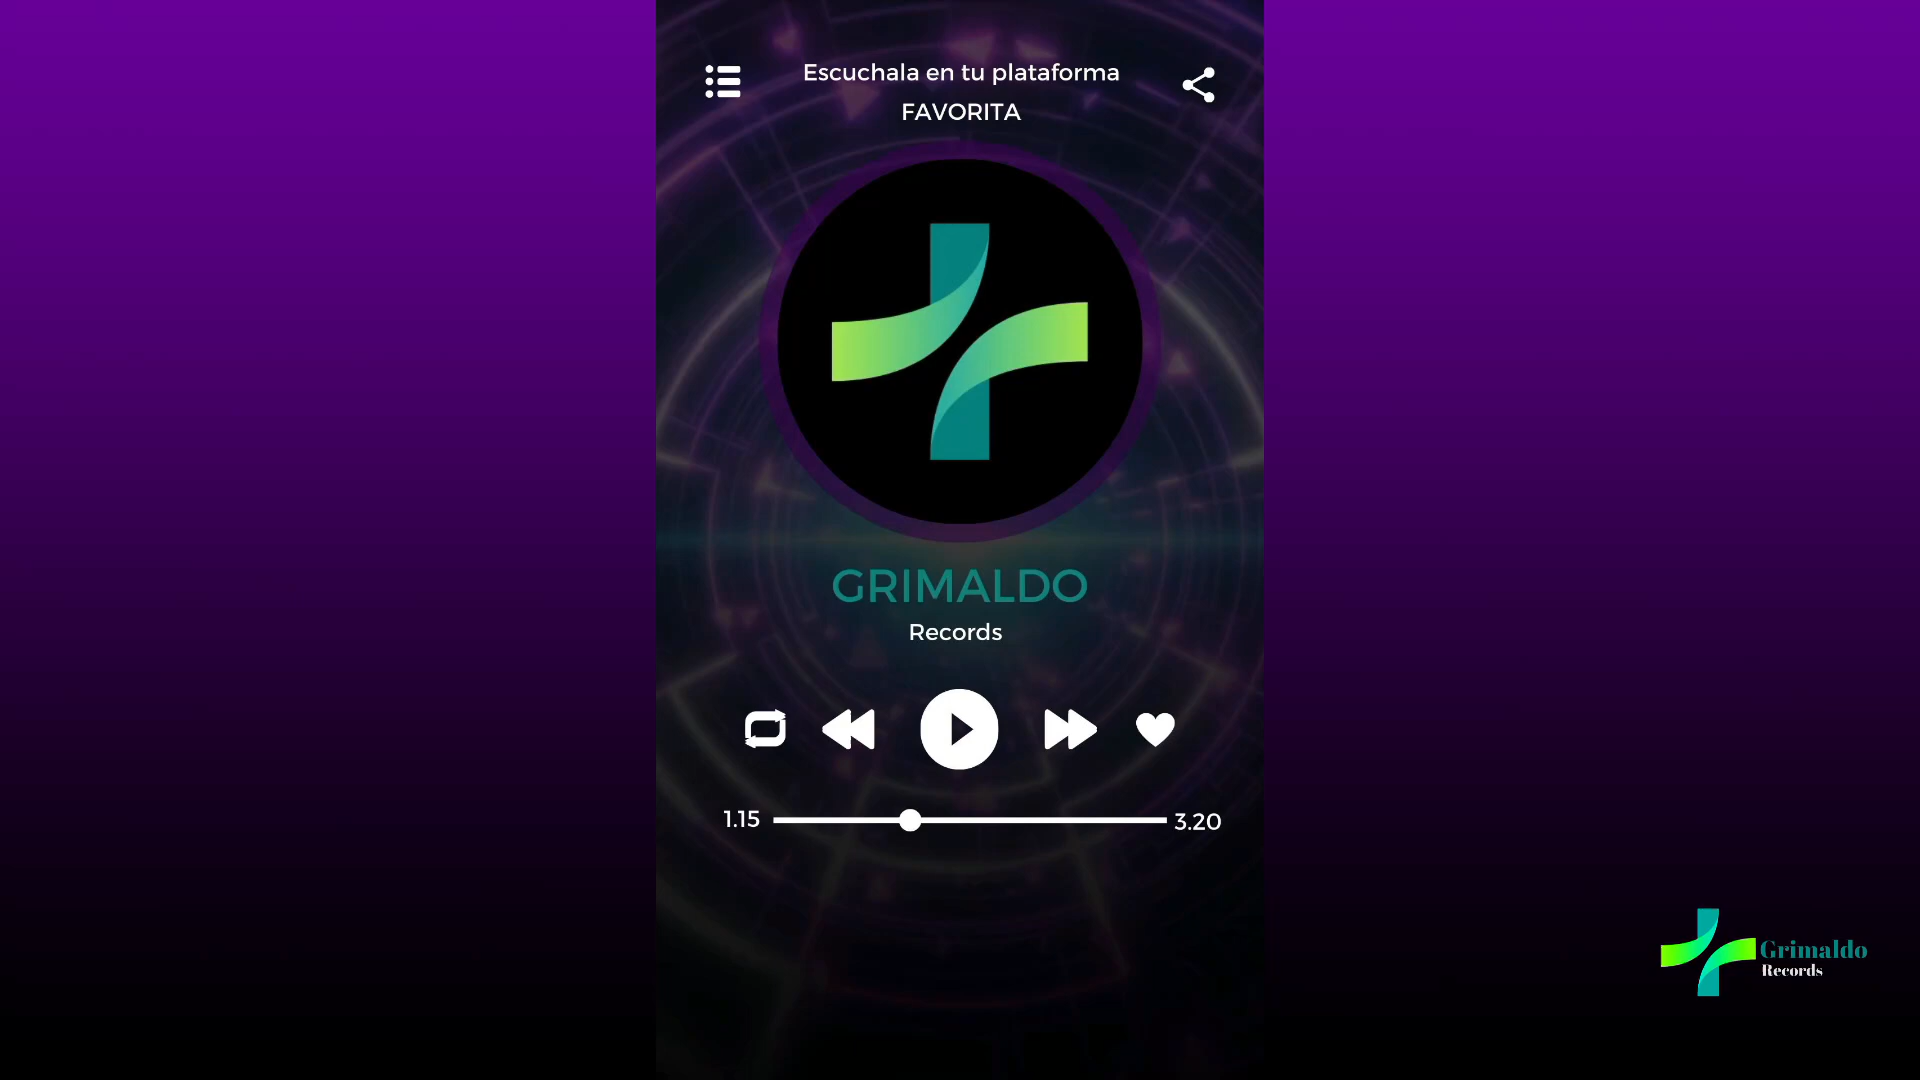 Escuchala en tu plataforma
FAVORITA
GRIMALDO
Records
1.15
3.20
Grimaldo
Records